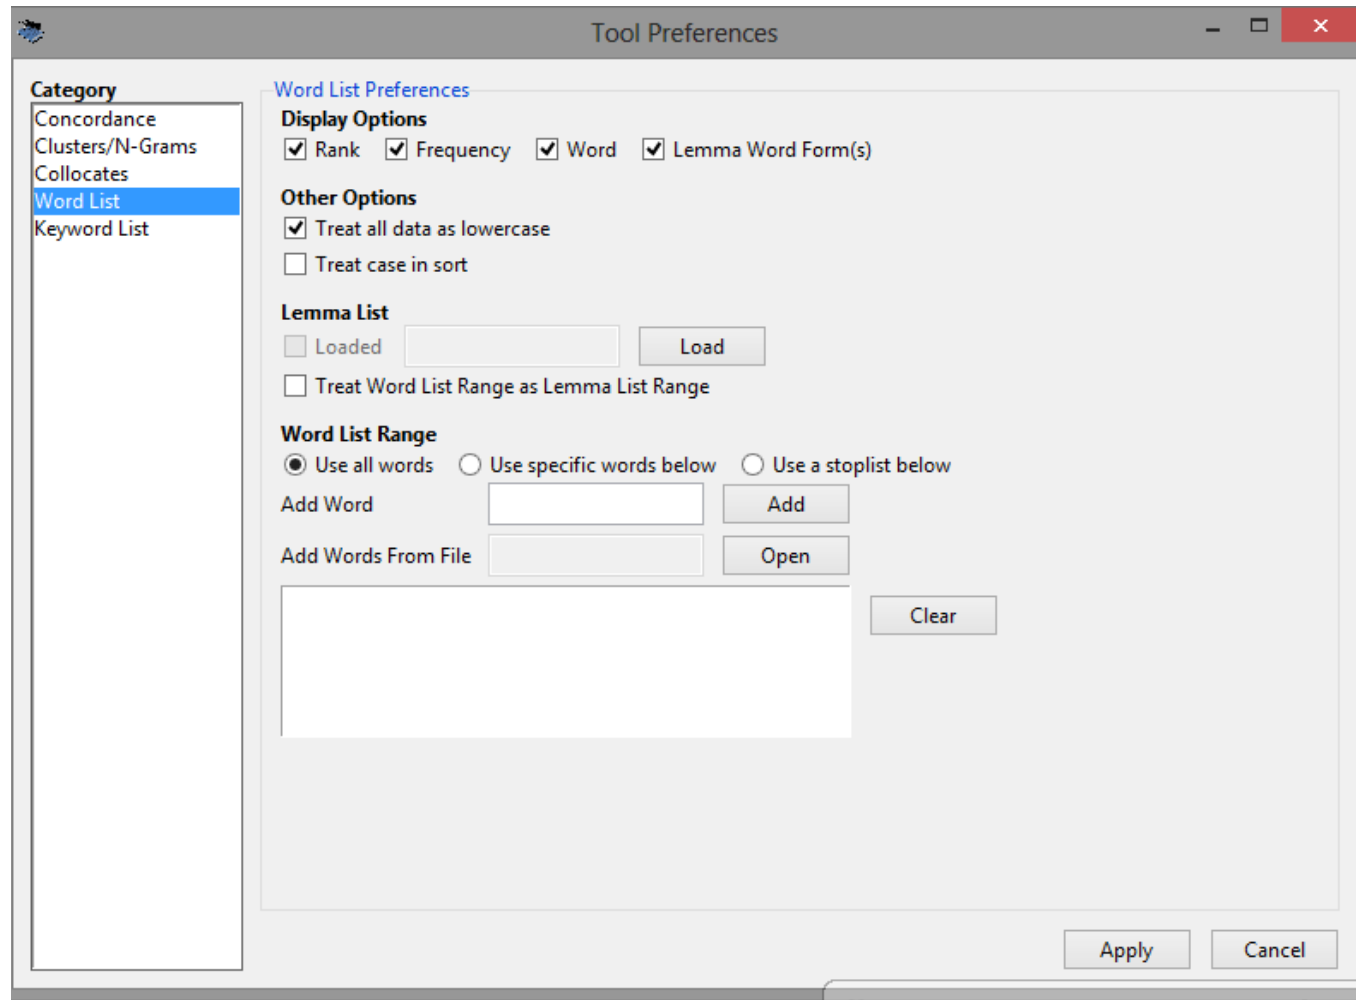 Tool Preferences
Category
Concordance
Clusters/N-Grams
Collocates
Word List
Keyword List
Word List Preferences
Display Options
Rank Frequency Word Lemma Word Form(s)
Other Options
Treat all data as lowercase
Treat case in sort
Lemma List
Loaded Load
Treat Word List Range as Lemma List Range
Word List Range
Use all words Use specific words below Use a stoplist below
Add Word Add
Add Words From File Open
Clear
Apply Cancel